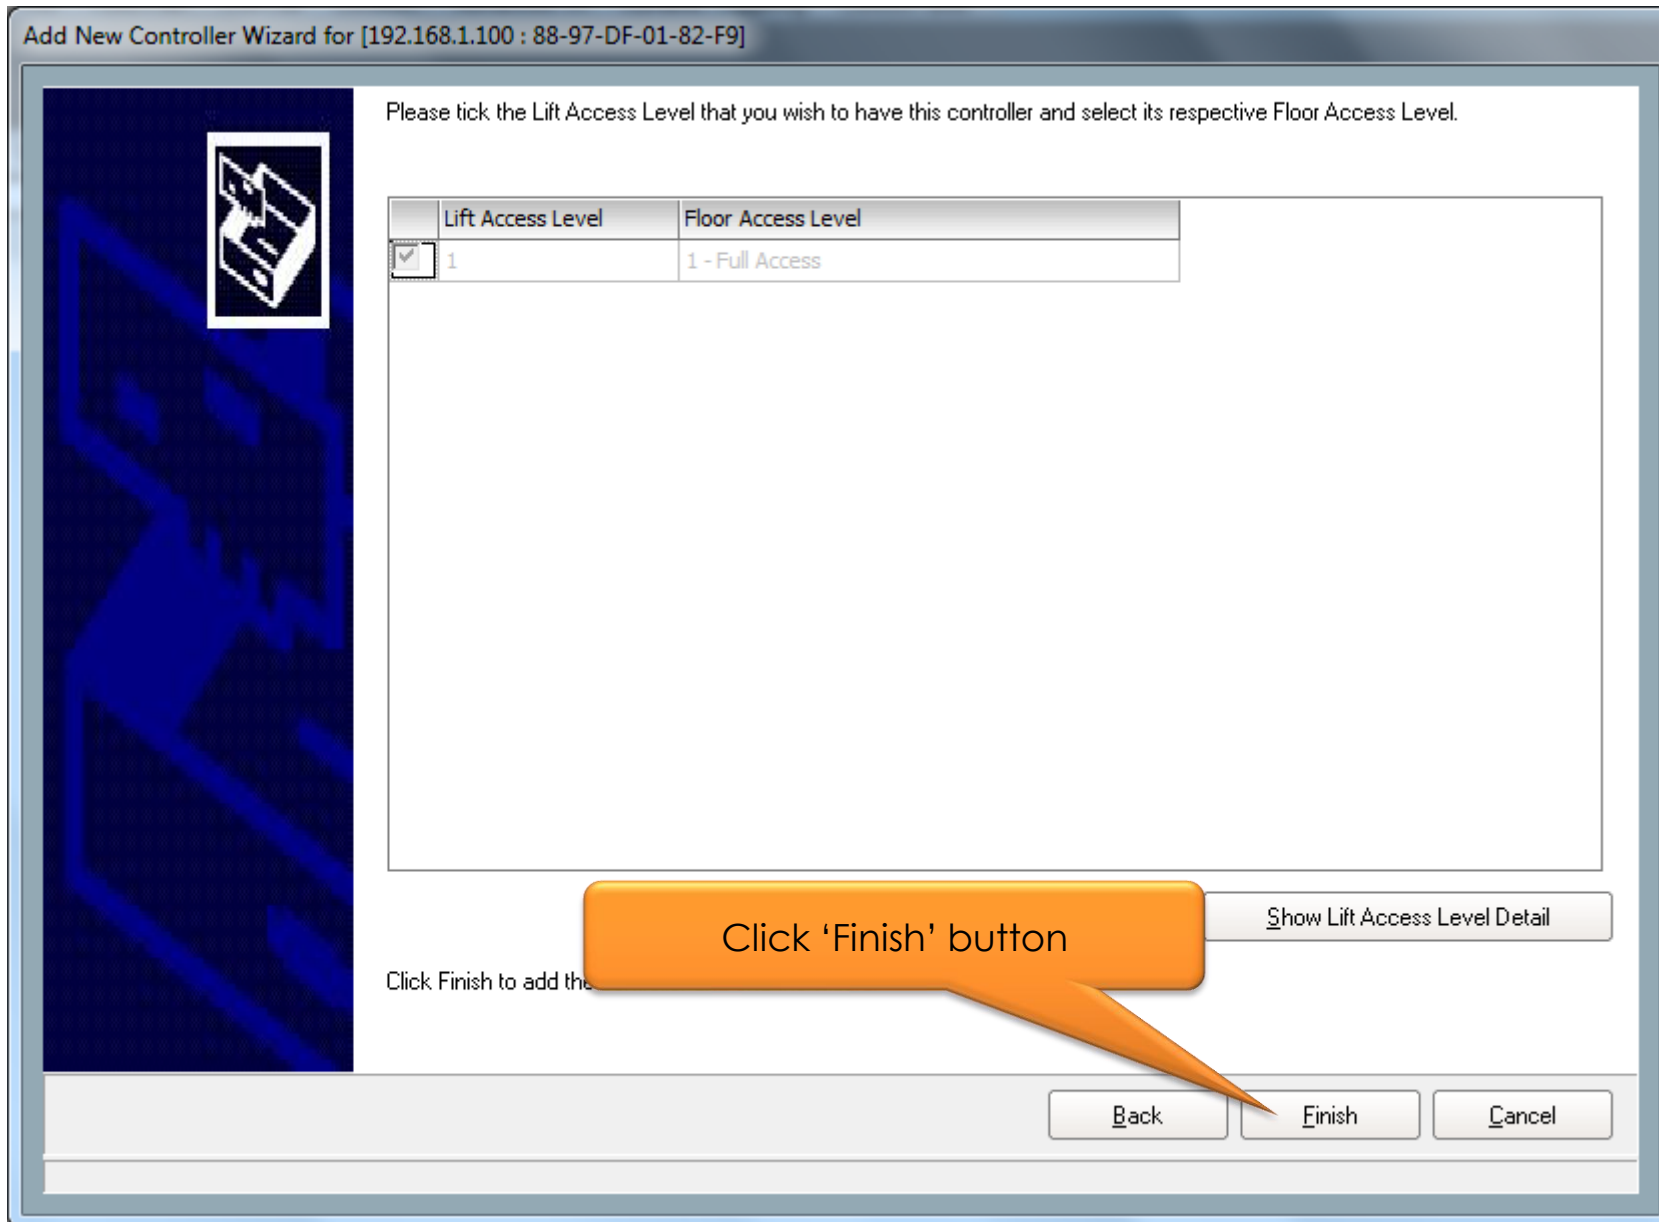 Add New Controller Wizard for [192.168.1.100 : 88-97-DF-01-82-F9]
Please tick the Lift Access Level that you wish to have this controller and select its respective Floor Access Level.
Lift Access Level Floor Access Level
1 1 - Full Access
Show Lift Access Level Detail
Click ‘Finish’ button
Click Finish to add the
Back Finish Cancel